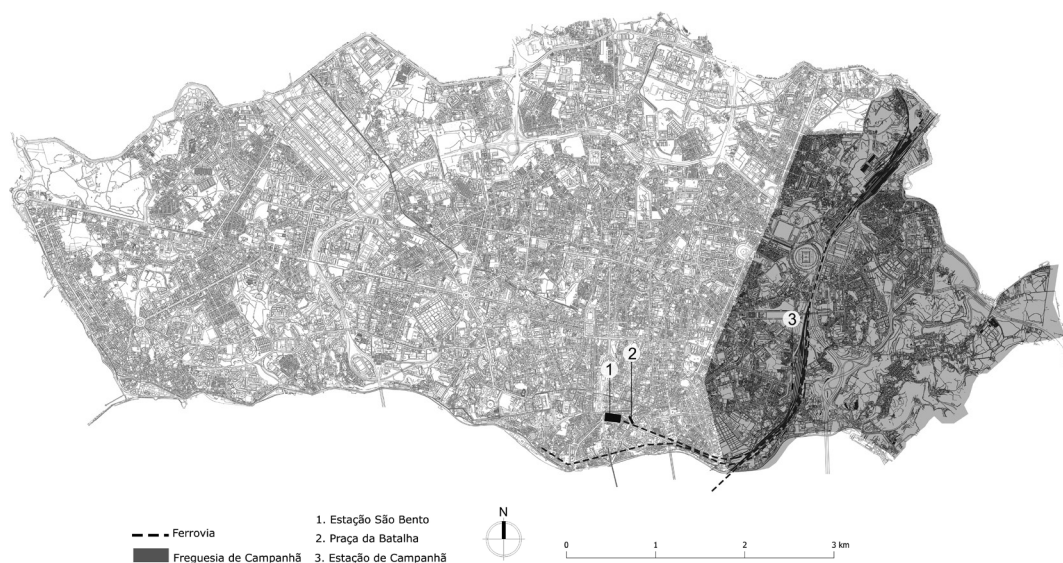 3
2
1
Ferrovia
Freguesia de Campanhã
1. Estação São Bento
2. Praça da Batalha
3. Estação de Campanhã
N
0 1 2 3 km